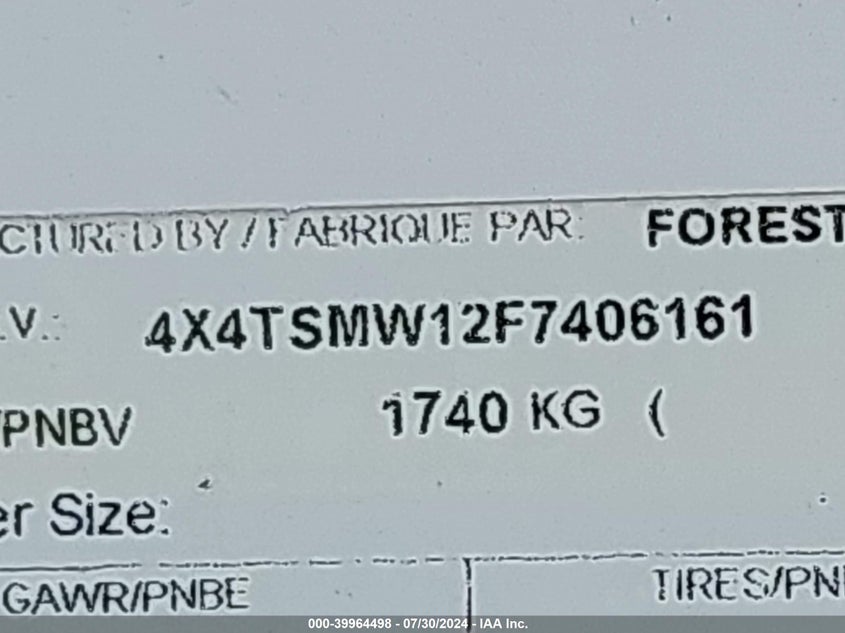 CTURED BY / FABRIQUE PAR: FOREST
.V.: 4X4TSMW12F7406161
/PNBV 1740 KG (
er Size:
GAWR/PNBE TIRES/PN
000-39964498 - 07/30/2024 - IAA Inc.